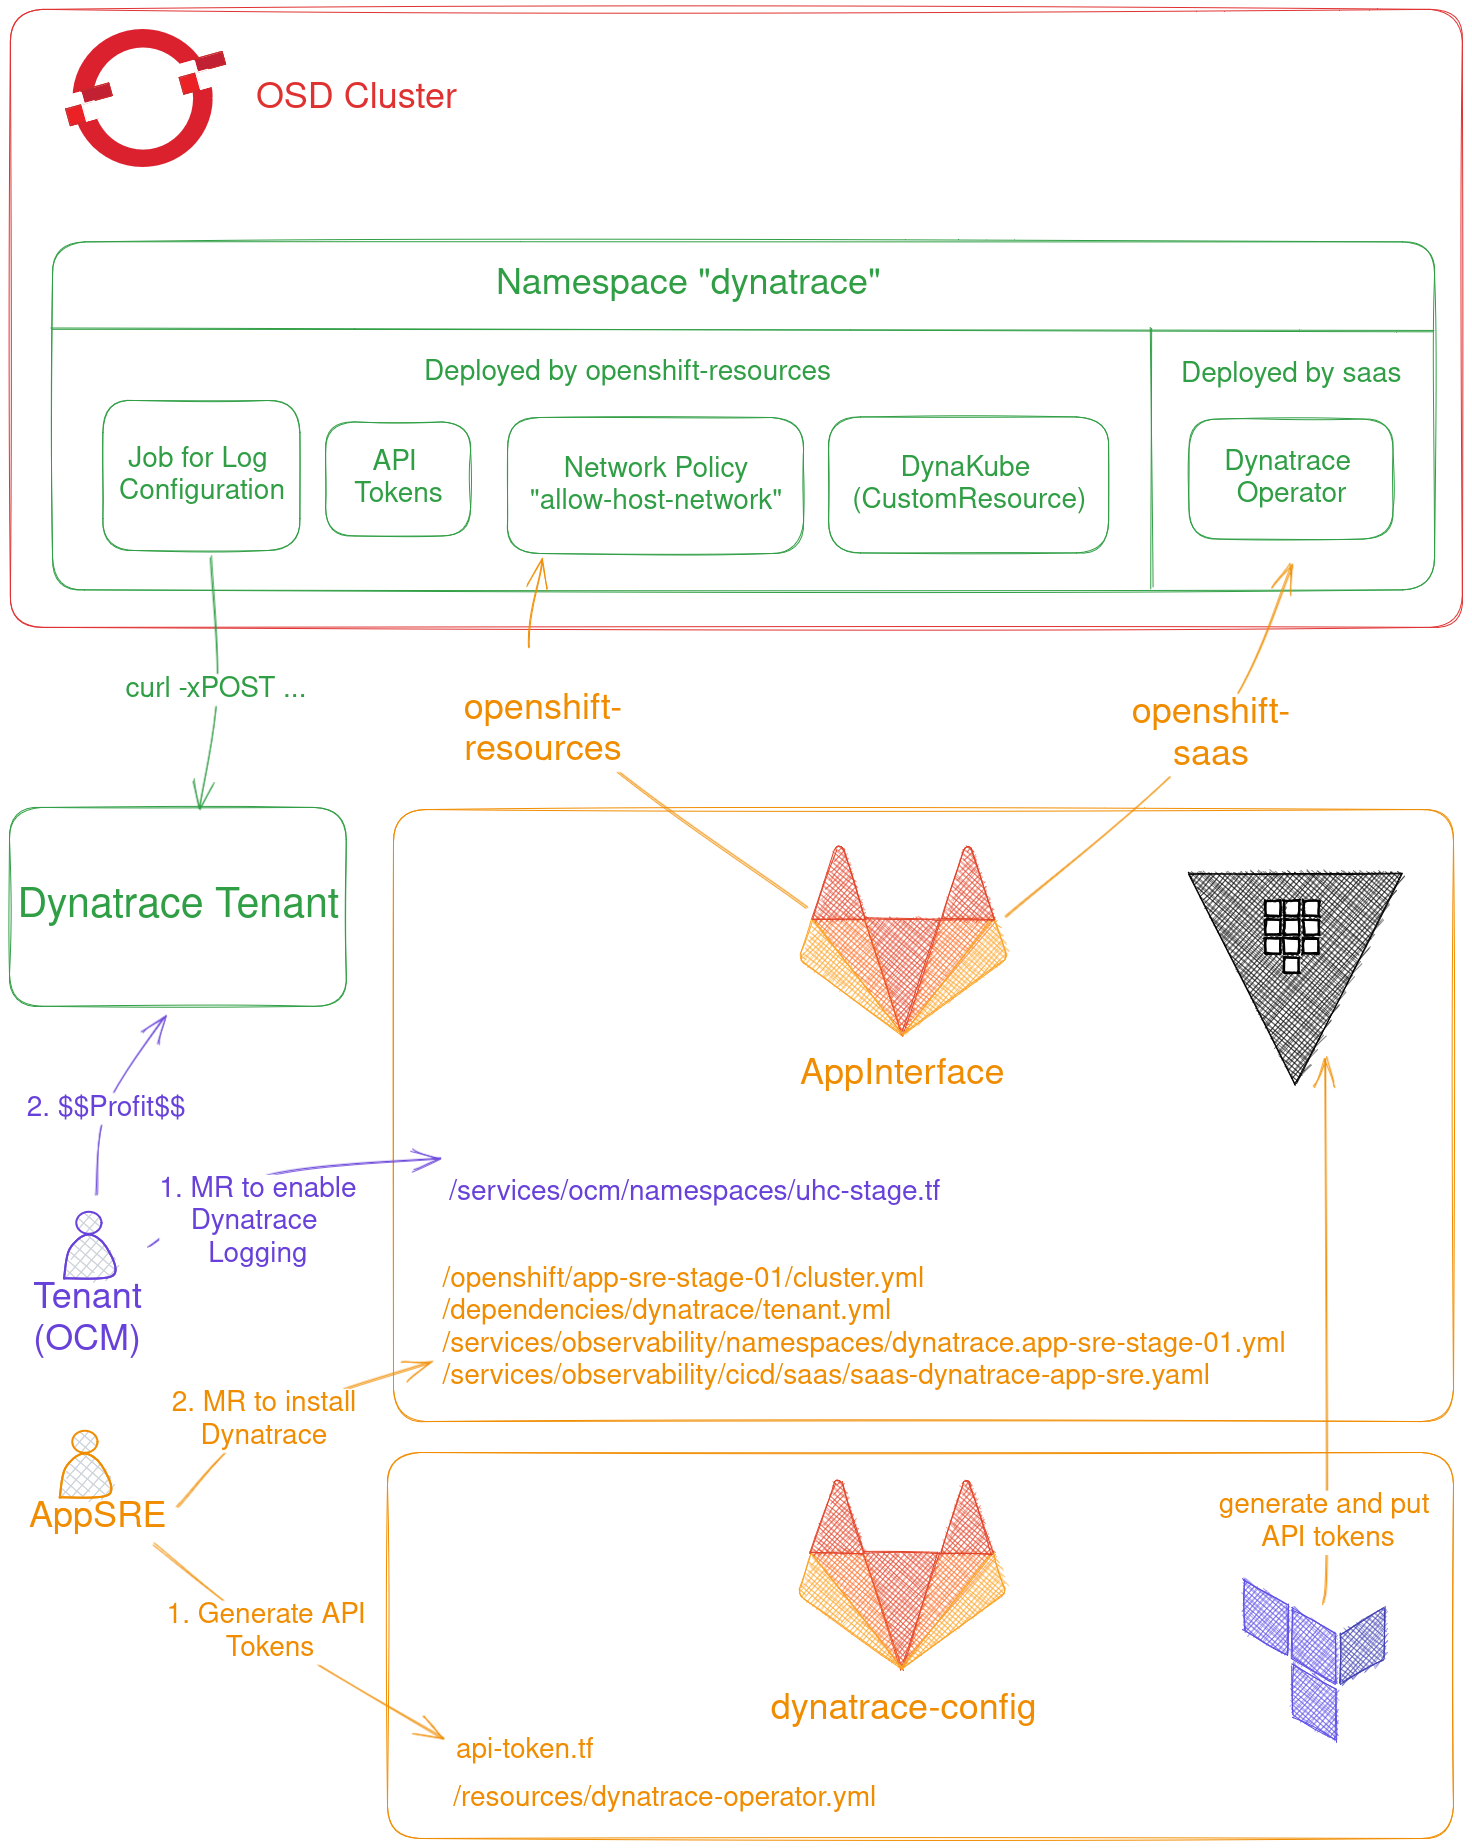 OSD Cluster
Namespace "dynatrace"
Deployed by openshift-resources
Deployed by saas
Job for Log
Configuration
API
Tokens
Network Policy
"allow-host-network"
DynaKube
(CustomResource)
Dynatrace
Operator
curl -xPOST ...
openshift-
resources
openshift-
saas
Dynatrace Tenant
AppInterface
2. $$Profit$$
1. MR to enable
Dynatrace
Logging
/services/ocm/namespaces/uhc-stage.tf
Tenant
(OCM)
/openshift/app-sre-stage-01/cluster.yml
/dependencies/dynatrace/tenant.yml
/services/observability/namespaces/dynatrace.app-sre-stage-01.yml
/services/observability/cicd/saas/saas-dynatrace-app-sre.yaml
2. MR to install
Dynatrace
AppSRE
generate and put
API tokens
1. Generate API
Tokens
dynatrace-config
api-token.tf
/resources/dynatrace-operator.yml